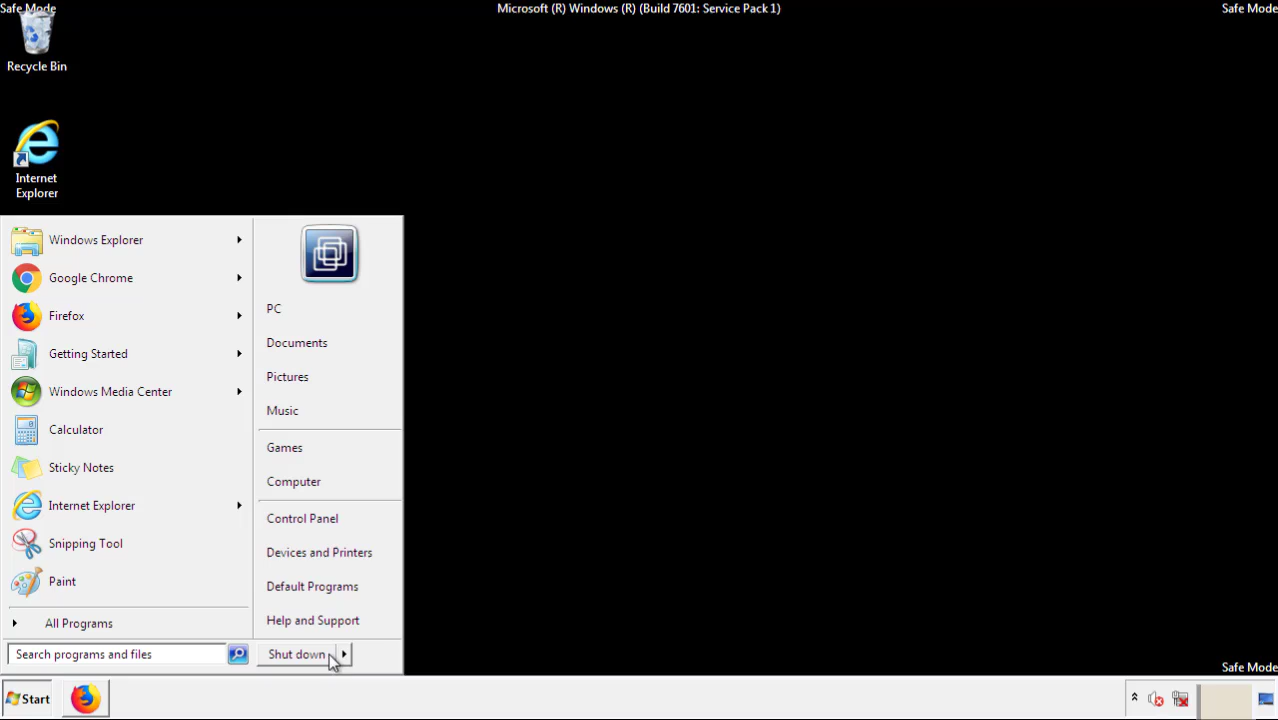 Safe Mode
Microsoft (R) Windows (R) (Build 7601: Service Pack 1)
Safe Mode
Recycle Bin
Internet
Explorer
Windows Explorer
Google Chrome
Firefox
Getting Started
Windows Media Center
Calculator
Sticky Notes
Internet Explorer
Snipping Tool
Paint
All Programs
Search programs and files
PC
Documents
Pictures
Music
Games
Computer
Control Panel
Devices and Printers
Default Programs
Help and Support
Shut down
Safe Mode
Start